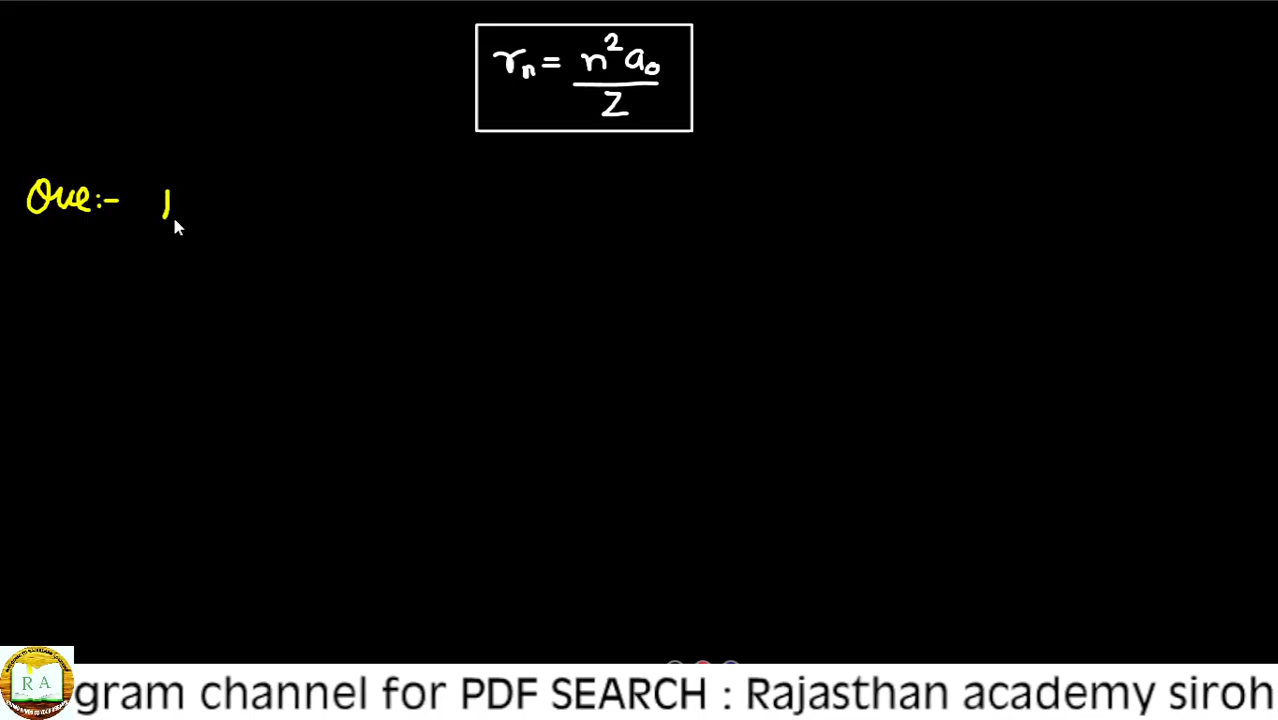 rₙ = n²a₀
Z
Que:- 1
R A
gram channel for PDF SEARCH : Rajasthan academy siroh